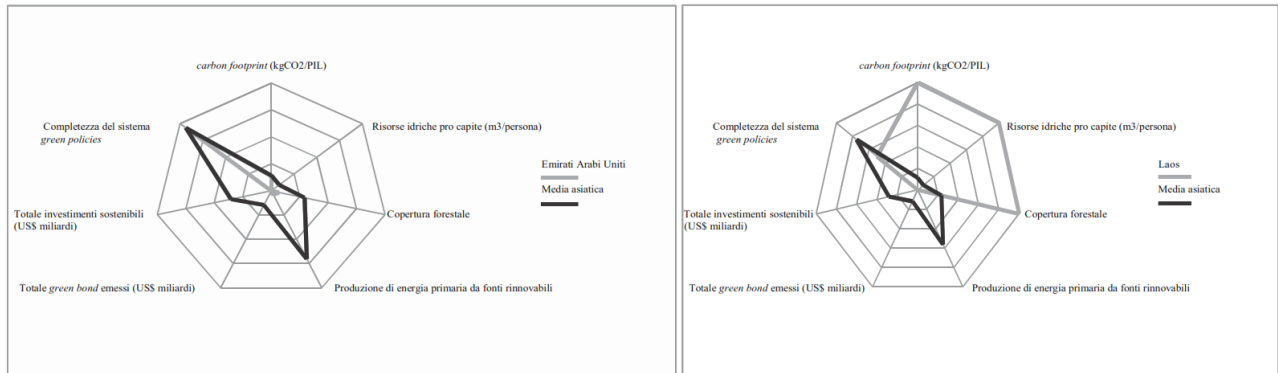 carbon footprint (kgCO2/PIL)
Completezza del sistema
green policies
Risorse idriche pro capite (m3/persona)
Emirati Arabi Uniti
Media asiatica
Totale investimenti sostenibili
(US$ miliardi)
Copertura forestale
Totale green bond emessi (US$ miliardi)
Produzione di energia primaria da fonti rinnovabili
carbon footprint (kgCO2/PIL)
Completezza del sistema
green policies
Risorse idriche pro capite (m3/persona)
Laos
Media asiatica
Totale investimenti sostenibili
(US$ miliardi)
Copertura forestale
Totale green bond emessi (US$ miliardi)
Produzione di energia primaria da fonti rinnovabili